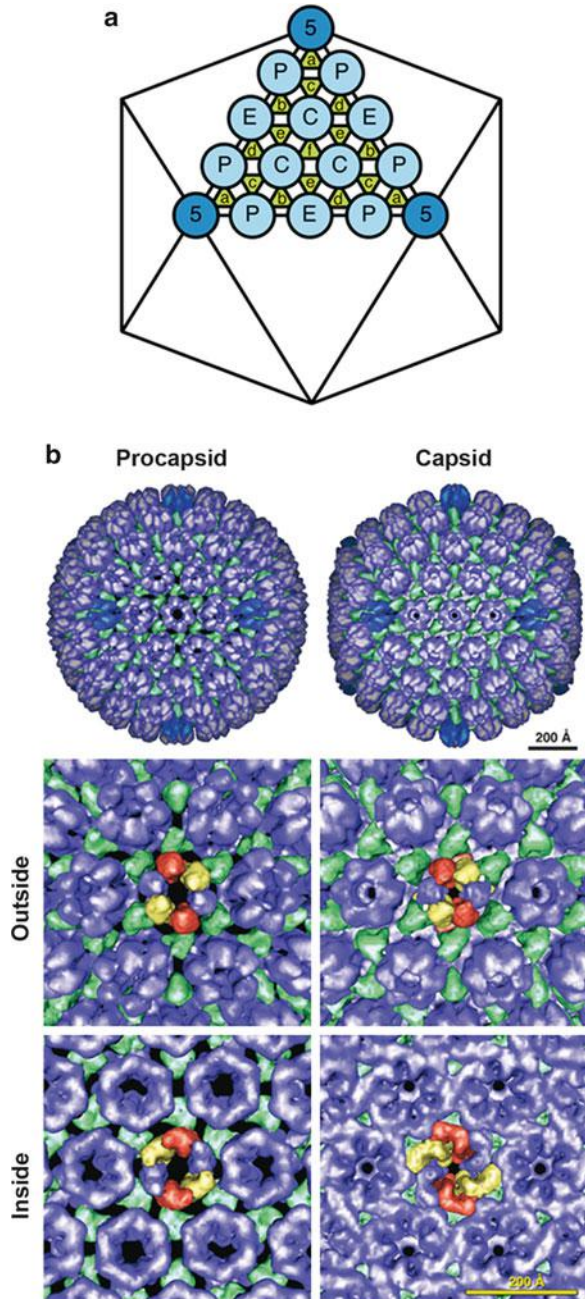 a
5
a
P P
c
b d
E C E
e e
d f b
P C C P
c e c
a b d a
5 P E P 5
b
Procapsid Capsid
200 Å
Outside
Inside
200 Å